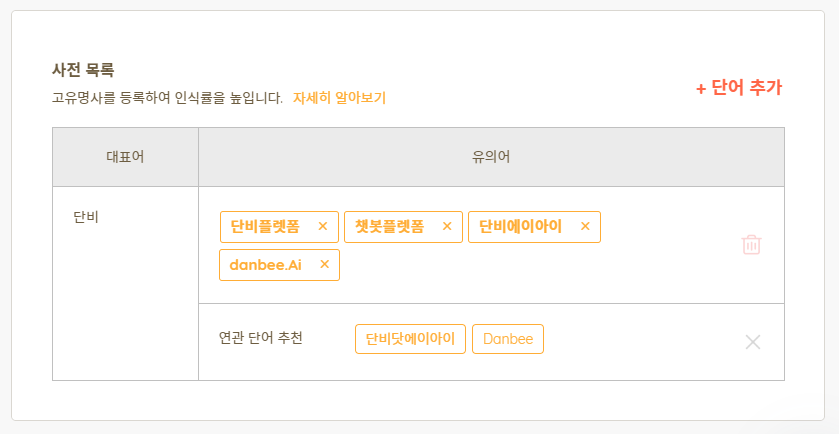 사전 목록
고유명사를 등록하여 인식률을 높입니다. 자세히 알아보기
+ 단어 추가
대표어 유의어
단비
단비플렛폼 × 챗봇플렛폼 × 단비에이아이 ×
danbee.Ai ×
연관 단어 추천 단비닷에이아이 Danbee